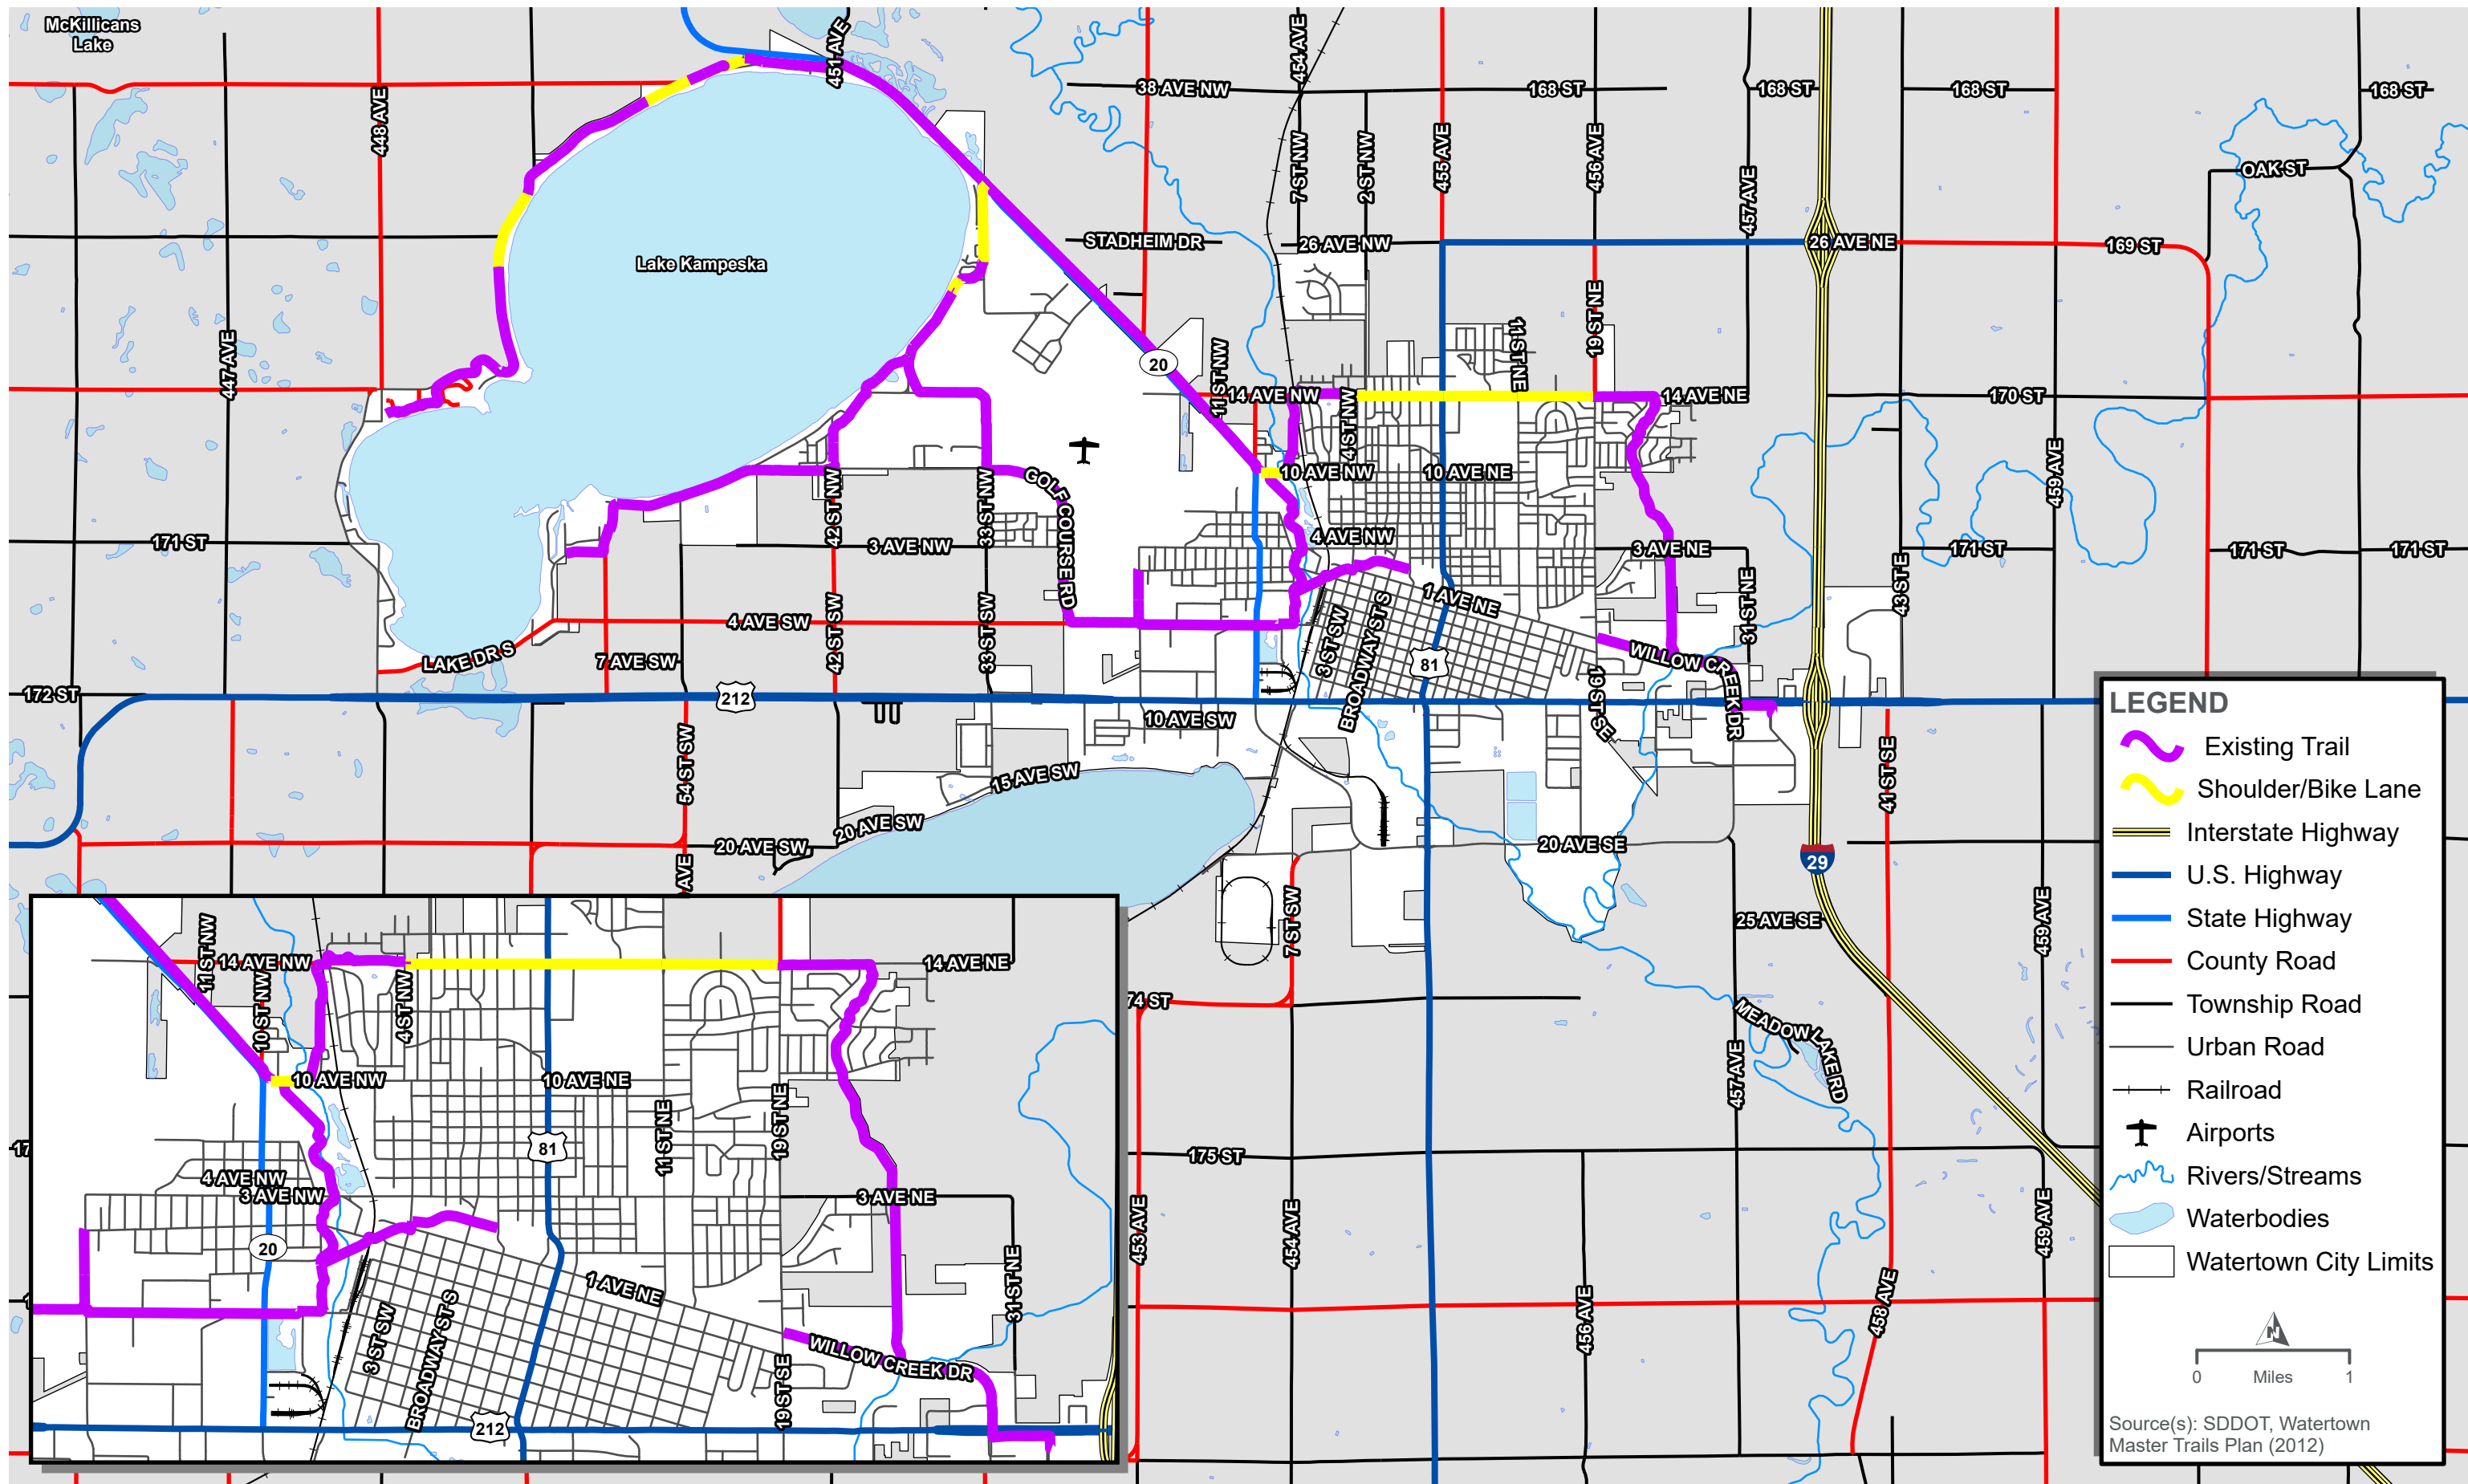 McKillicans
Lake
451 AVE
454 AVE
38 AVE NW
168 ST
168 ST
168 ST
168 ST
448 AVE
7 ST NW
2 ST NW
455 AVE
456 AVE
457 AVE
OAK ST
STADHEIM DR
26 AVE NW
26 AVE NE
169 ST
Lake Kampeska
447 AVE
20
11 ST NW
11 ST NE
19 ST NE
14 AVE NW
4 ST NW
14 AVE NE
170 ST
10 AVE NW
10 AVE NE
459 AVE
42 ST NW
33 ST NW
GOLF COURSE RD
171 ST
3 AVE NW
4 AVE NW
3 AVE NE
171 ST
171 ST
171 ST
43 ST E
31 ST NE
1 AVE NE
4 AVE SW
42 ST SW
33 ST SW
3 ST SW
BROADWAY ST S
LAKE DR S
7 AVE SW
81
WILLOW CREEK DR
19 ST SE
172 ST
212
10 AVE SW
54 ST SW
15 AVE SW
41 ST SE
20 AVE SW
20 AVE SW
20 AVE SE
29
AVE
7 ST SW
25 AVE SE
459 AVE
74 ST
MEADOW LAKE RD
457 AVE
175 ST
453 AVE
454 AVE
459 AVE
456 AVE
458 AVE
11 ST NW
14 AVE NW
10 ST NW
4 ST NW
14 AVE NE
10 AVE NW
10 AVE NE
81
11 ST NE
19 ST NE
17
4 AVE NW
3 AVE NW
3 AVE NE
20
1 AVE NE
31 ST NE
3 ST SW
BROADWAY ST S
WILLOW CREEK DR
19 ST SE
212
LEGEND
Existing Trail
Shoulder/Bike Lane
Interstate Highway
U.S. Highway
State Highway
County Road
Township Road
Urban Road
Railroad
Airports
Rivers/Streams
Waterbodies
Watertown City Limits
N
0 Miles 1
Source(s): SDDOT, Watertown
Master Trails Plan (2012)